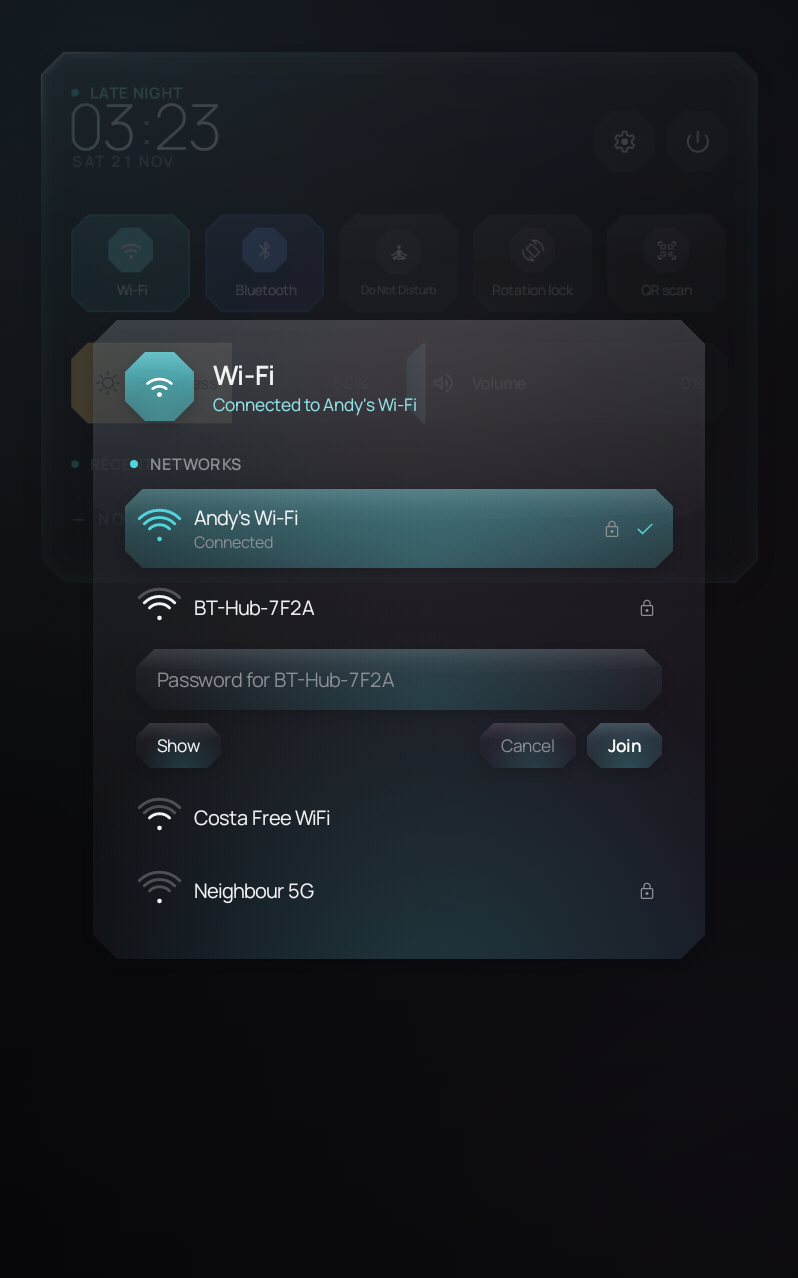 LATE NIGHT
03:23
SAT 21 NOV
Wi-Fi
Bluetooth
Do Not Disturb
Rotation lock
QR scan
50%
Volume
0%
Wi-Fi
Connected to Andy's Wi-Fi
NETWORKS
Andy's Wi-Fi
Connected
BT-Hub-7F2A
Password for BT-Hub-7F2A
Show
Cancel
Join
Costa Free WiFi
Neighbour 5G